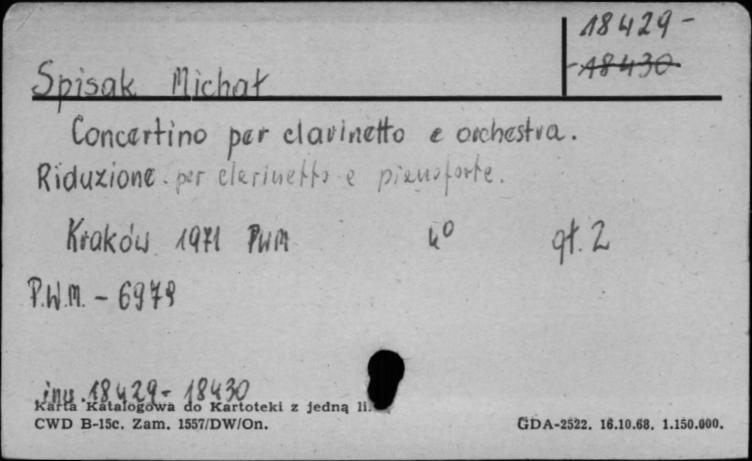 18429-
-18430-
Spisak Michał
Concertino per clarinetto e orchestra.
Riduzione per clarinetto e pianoforte.
Kraków 1971 PWM 4° gł. 2
P.W.M. - 6979
inw. 18429-18430
Karta Katalogowa do Kartoteki z jedną li.
CWD B-15c. Zam. 1557/DW/On. GDA-2522. 16.10.68. 1.150.000.